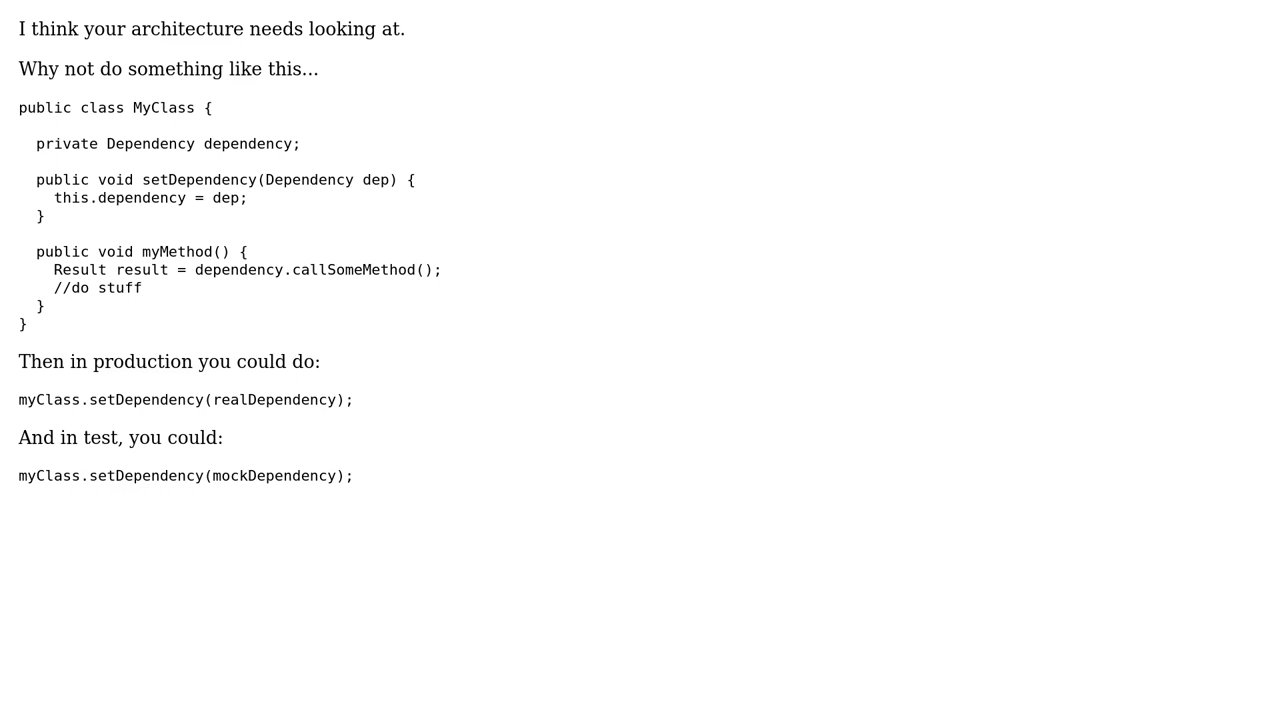 I think your architecture needs looking at.
Why not do something like this...
public class MyClass {
  private Dependency dependency;
  public void setDependency(Dependency dep) {
    this.dependency = dep;
  }
  public void myMethod() {
    Result result = dependency.callSomeMethod();
    //do stuff
  }
}
Then in production you could do:
myClass.setDependency(realDependency);
And in test, you could:
myClass.setDependency(mockDependency);